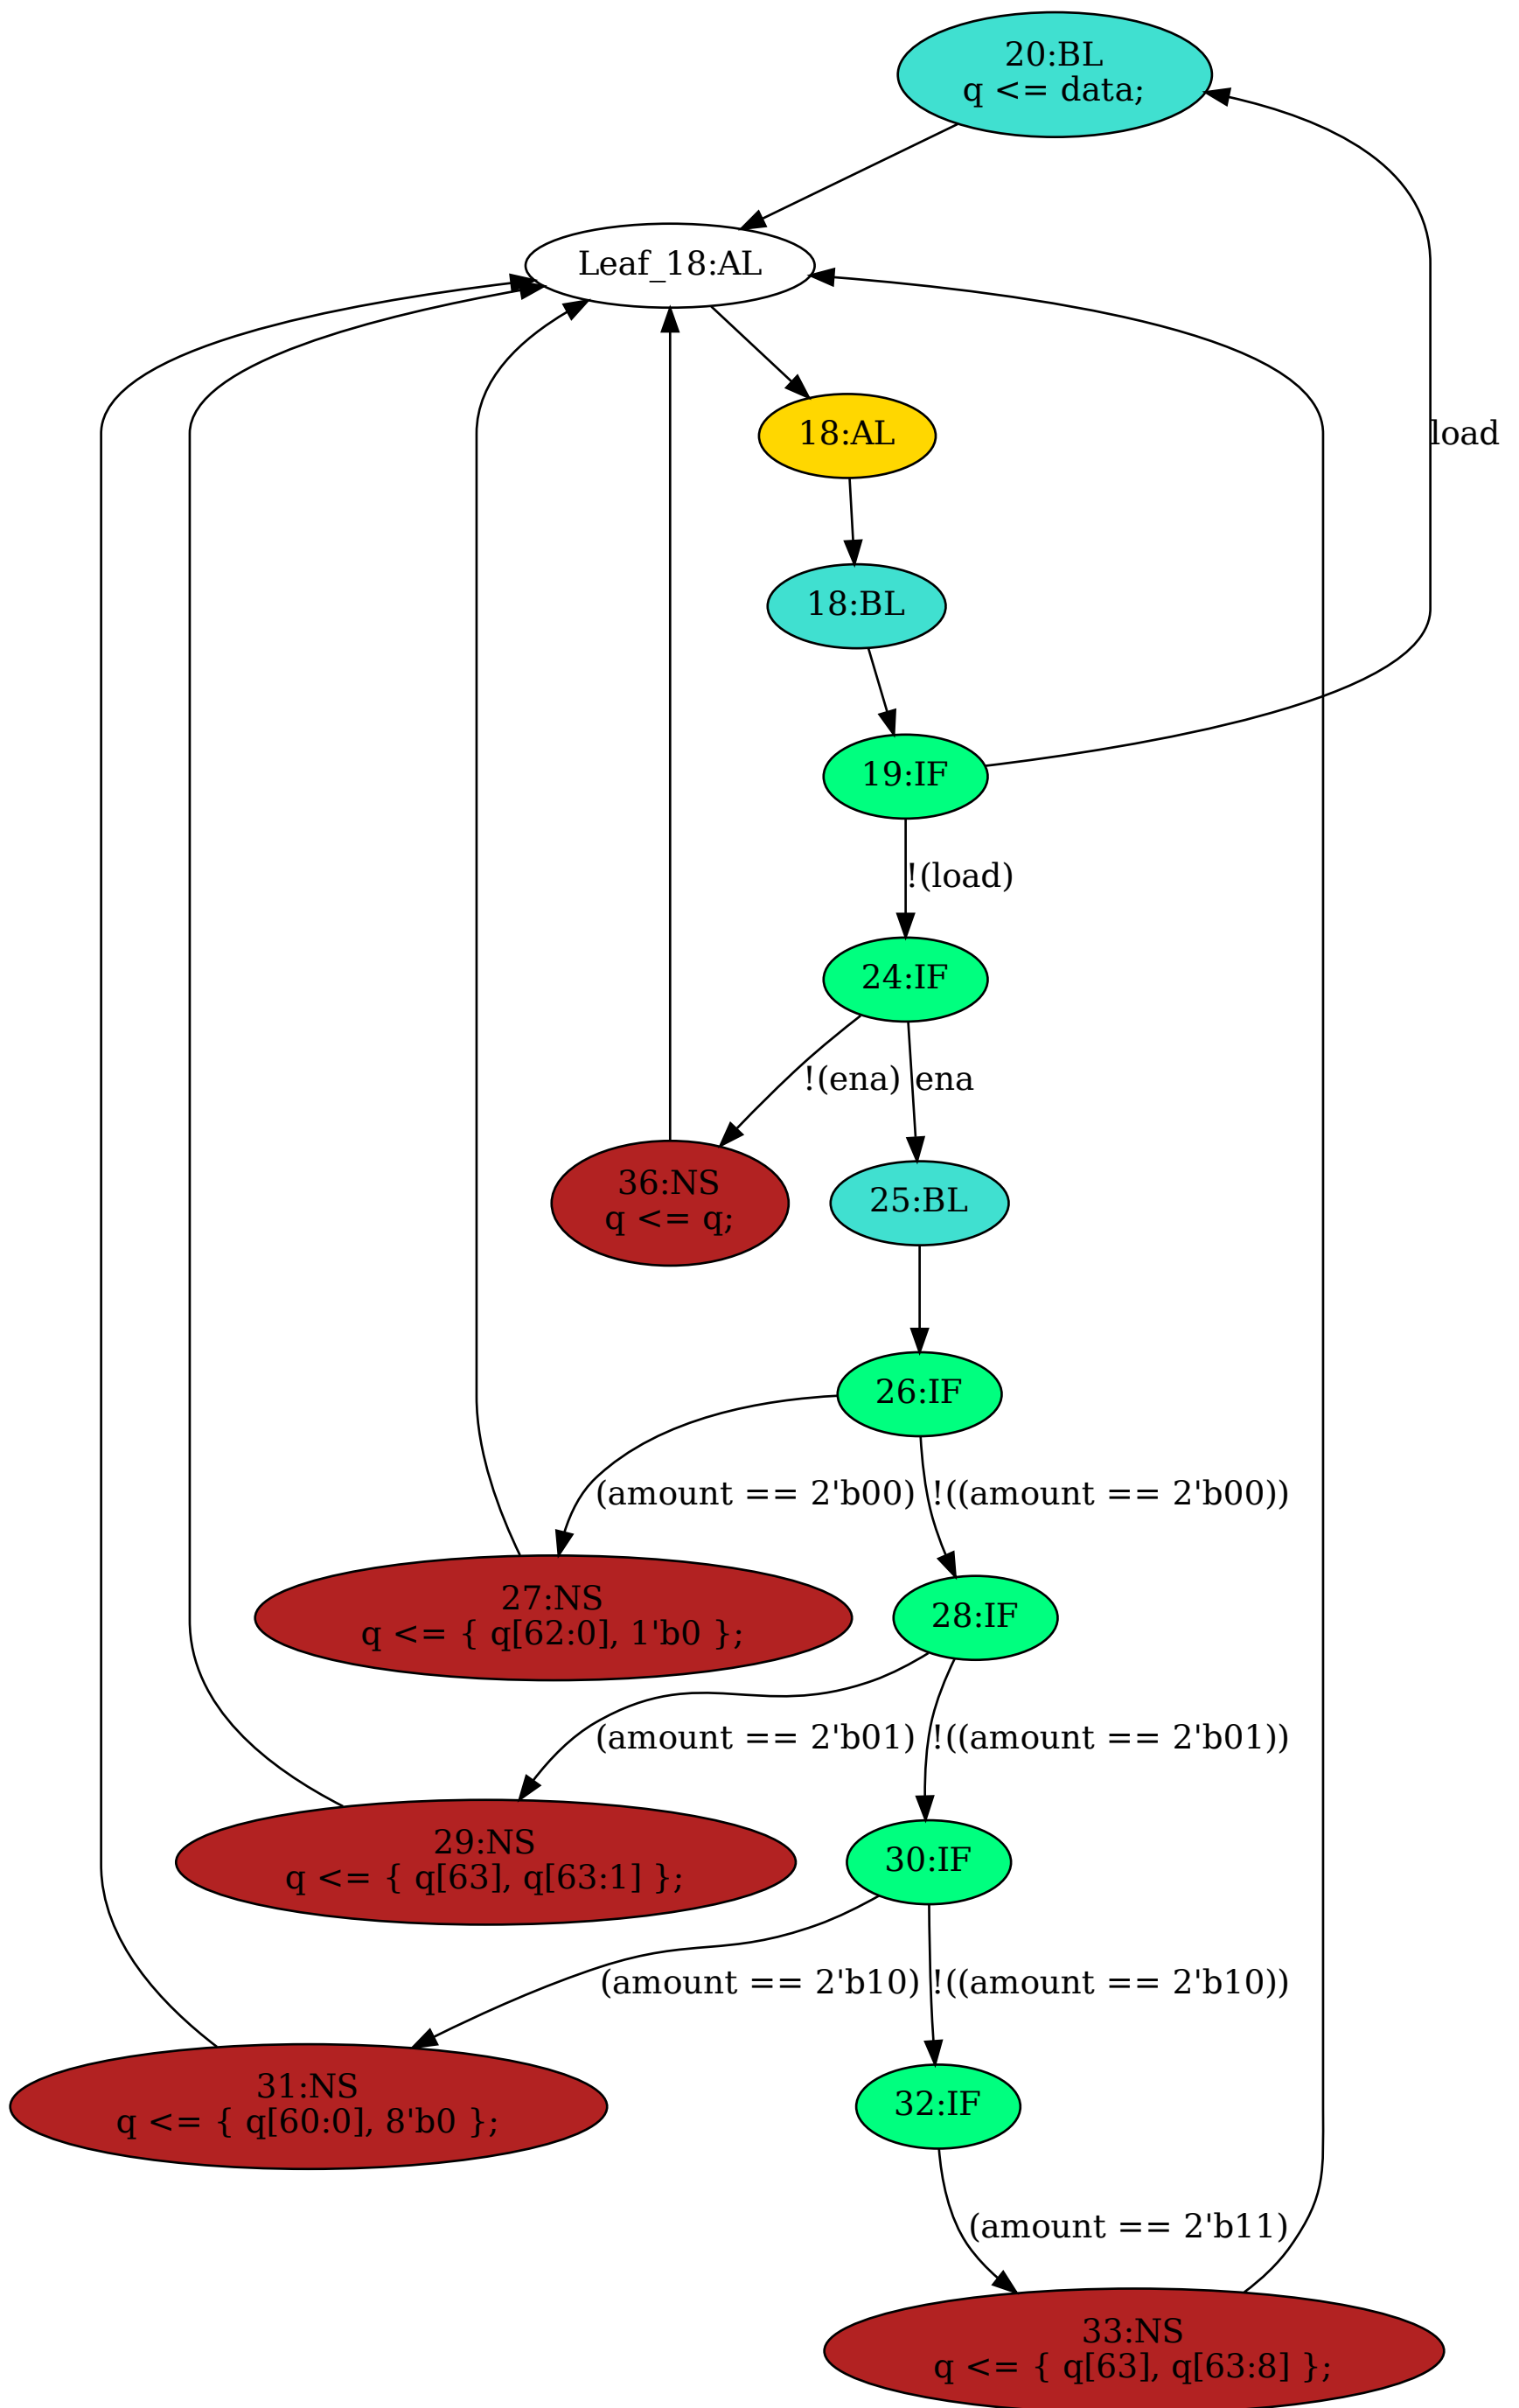 20:BL
q <= data;
Leaf_18:AL
18:AL
load
18:BL
19:IF
!(load)
24:IF
!(ena)
ena
36:NS
q <= q;
25:BL
26:IF
(amount == 2'b00)
!((amount == 2'b00))
27:NS
q <= { q[62:0], 1'b0 };
28:IF
(amount == 2'b01)
!((amount == 2'b01))
29:NS
q <= { q[63], q[63:1] };
30:IF
(amount == 2'b10)
!((amount == 2'b10))
31:NS
q <= { q[60:0], 8'b0 };
32:IF
(amount == 2'b11)
33:NS
q <= { q[63], q[63:8] };